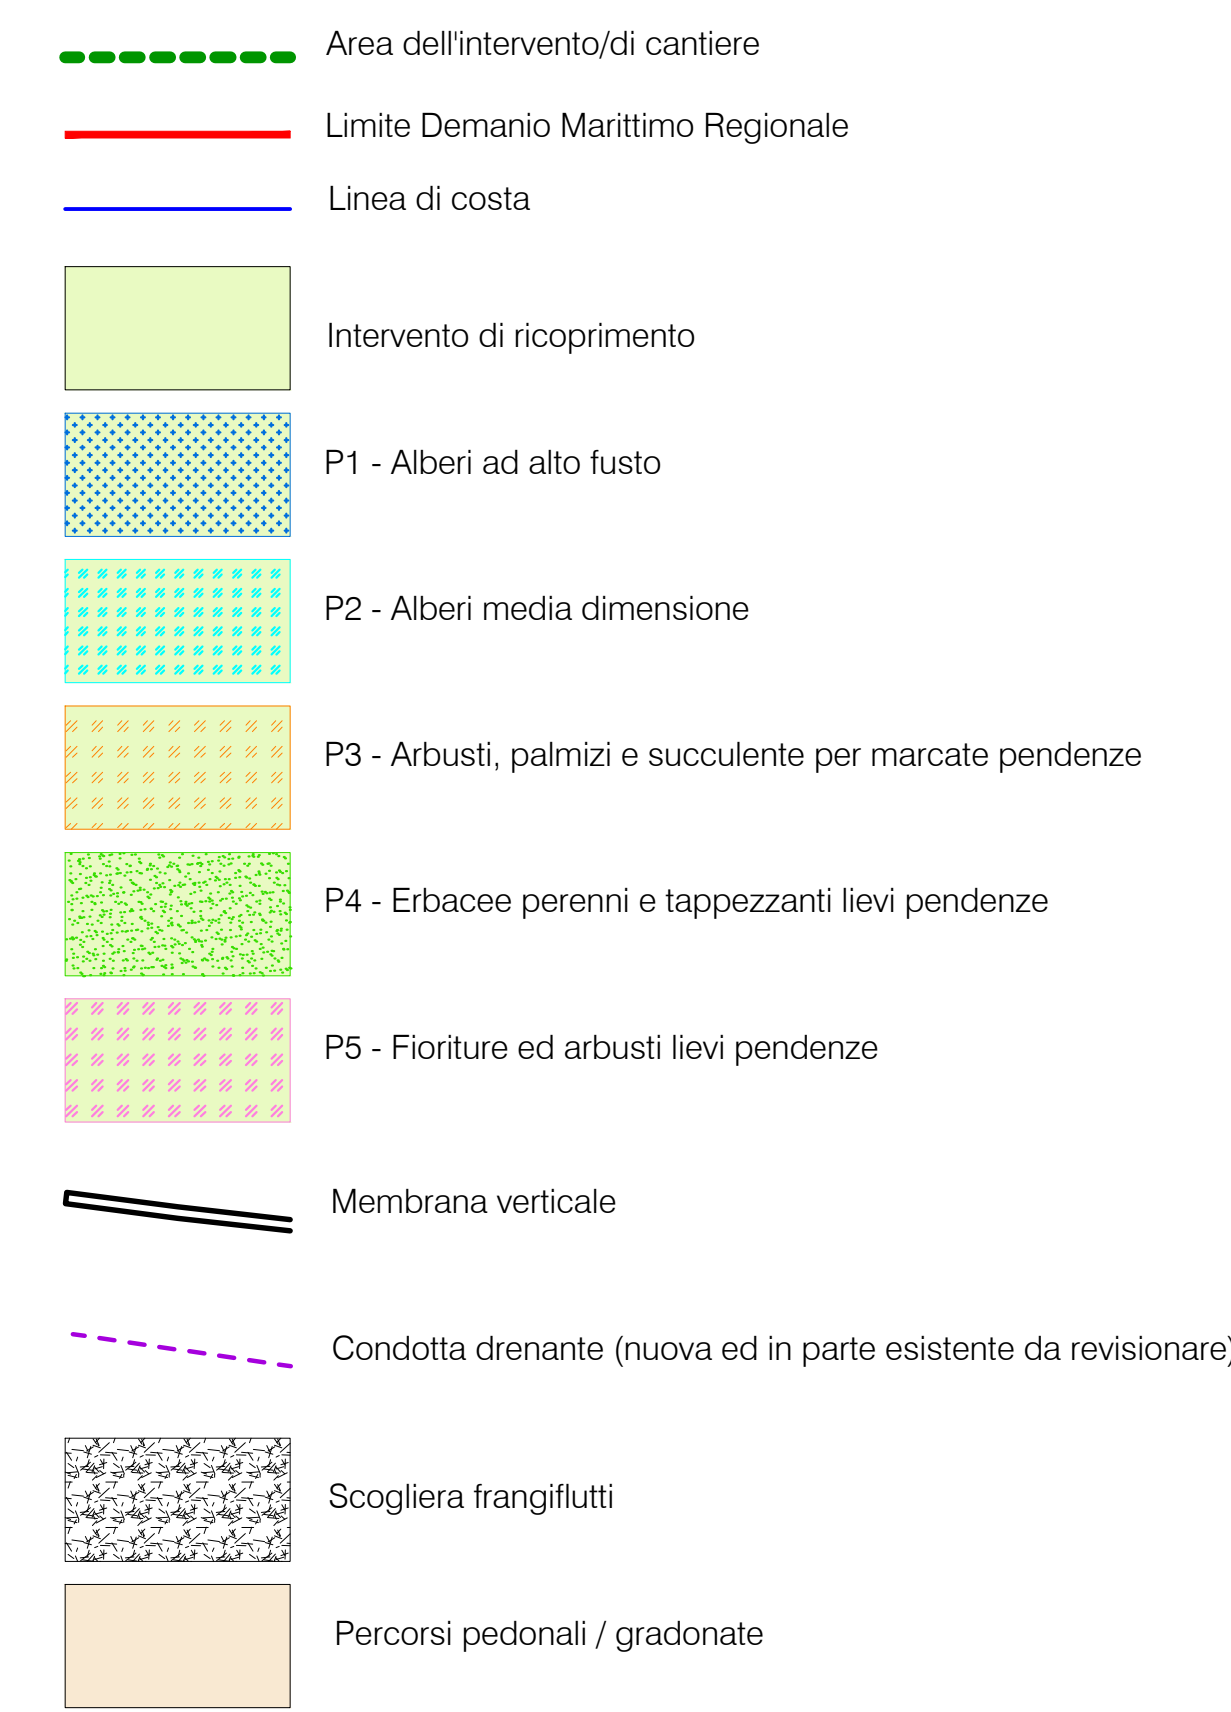 Area dell'intervento/di cantiere
Limite Demanio Marittimo Regionale
Linea di costa
Intervento di ricoprimento
P1 - Alberi ad alto fusto
P2 - Alberi media dimensione
P3 - Arbusti, palmizi e succulente per marcate pendenze
P4 - Erbacee perenni e tappezzanti lievi pendenze
P5 - Fioriture ed arbusti lievi pendenze
Membrana verticale
Condotta drenante (nuova ed in parte esistente da revisionare)
Scogliera frangiflutti
Percorsi pedonali / gradonate